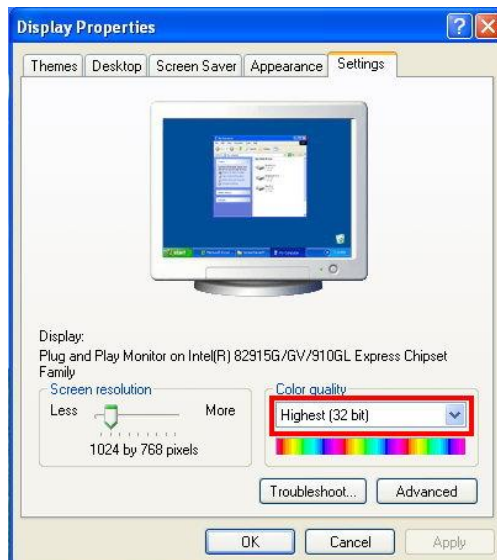 Display Properties
Themes Desktop Screen Saver Appearance Settings
Display:
Plug and Play Monitor on Intel(R) 82915G/GV/910GL Express Chipset
Family
Screen resolution
Less More
1024 by 768 pixels
Color quality
Highest (32 bit)
Troubleshoot... Advanced
OK Cancel Apply